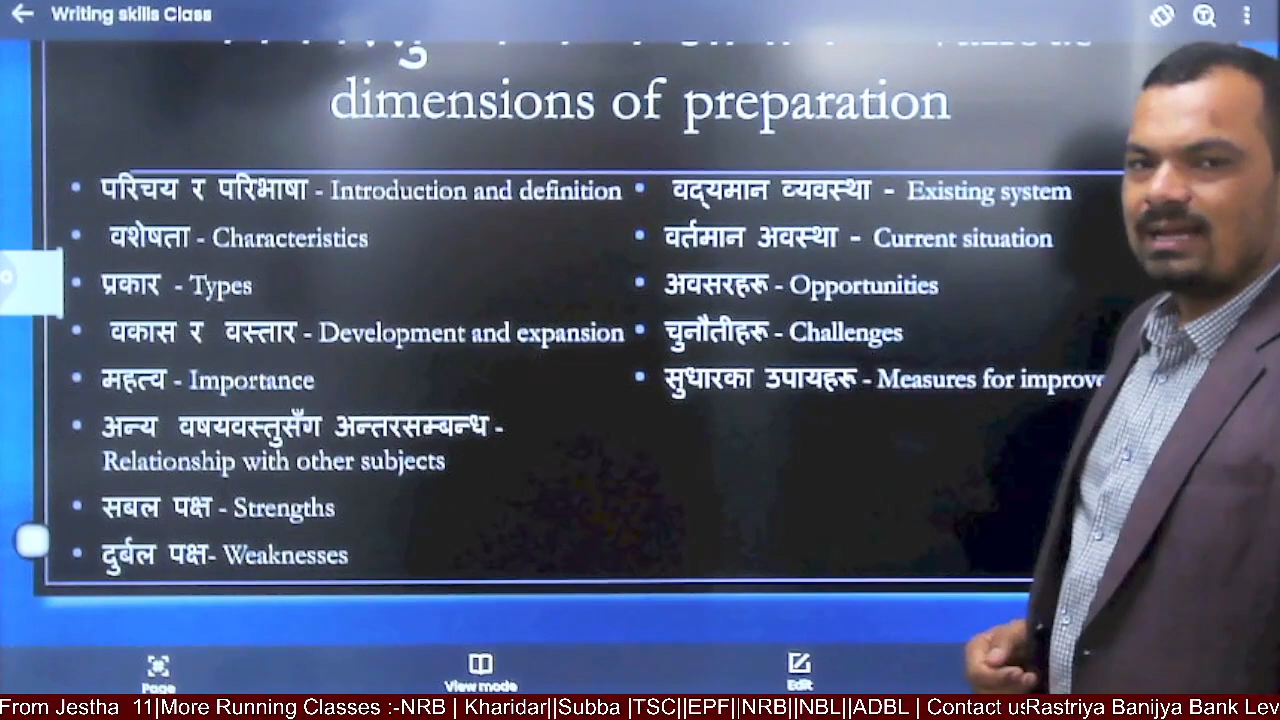 Writing skills Class
dimensions of preparation
• परिचय र परिभाषा - Introduction and definition
• वशेषता - Characteristics
• प्रकार - Types
• वकास र वस्तार - Development and expansion
• महत्व - Importance
• अन्य वषयवस्तुसँग अन्तरसम्बन्ध -
Relationship with other subjects
• सबल पक्ष - Strengths
• दुर्बल पक्ष- Weaknesses
• वद्यमान व्यवस्था - Existing system
• वर्तमान अवस्था - Current situation
• अवसरहरू - Opportunities
• चुनौतीहरू - Challenges
• सुधारका उपायहरू - Measures for improve
Page
View mode
Edit
From Jestha 11|More Running Classes :-NRB | Kharidar||Subba |TSC||EPF||NRB||NBL||ADBL | Contact usRastriya Banijya Bank Lev